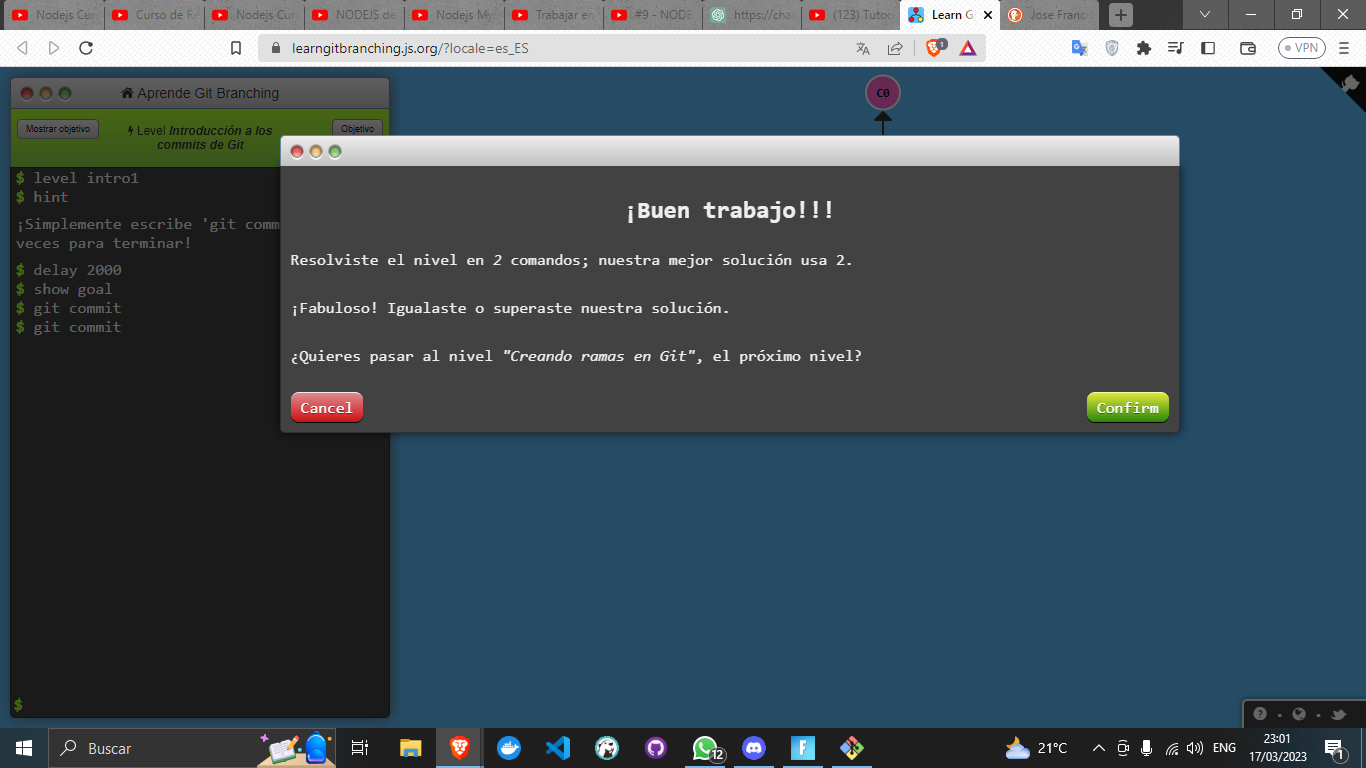 Nodejs Curs
Curso de Re
Nodejs Curs
NODEJS de
Nodejs MyS
Trabajar en
#9 - NODE
https://chat
(123) Tutor
Learn G
Jose Francis
learngitbranching.js.org/?locale=es_ES
1
VPN
Aprende Git Branching
C0
Mostrar objetivo
Level Introducción a los
commits de Git
Objetivo
$ level intro1
$ hint
¡Simplemente escribe 'git comm
veces para terminar!
$ delay 2000
$ show goal
$ git commit
$ git commit
$
¡Buen trabajo!!!
Resolviste el nivel en 2 comandos; nuestra mejor solución usa 2.
¡Fabuloso! Igualaste o superaste nuestra solución.
¿Quieres pasar al nivel "Creando ramas en Git", el próximo nivel?
Cancel
Confirm
Buscar
12
21°C
ENG
23:01
17/03/2023
1